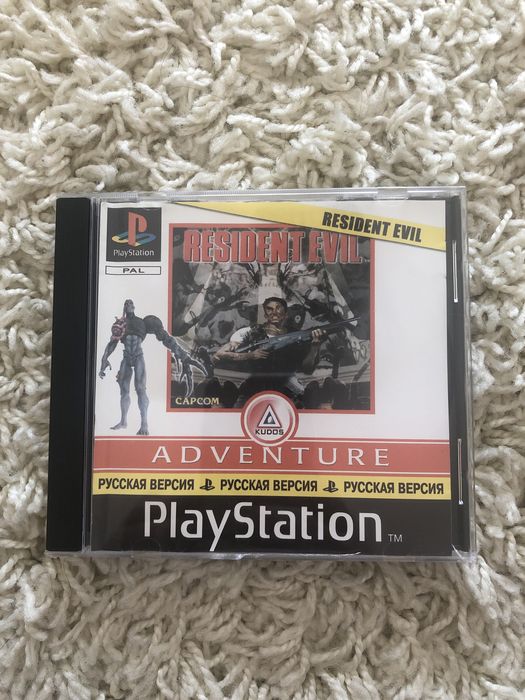 RESIDENT EVIL
PlayStation
PAL
RESIDENT EVIL
CAPCOM
KUDOS
ADVENTURE
РУССКАЯ ВЕРСИЯ РУССКАЯ ВЕРСИЯ РУССКАЯ ВЕРСИЯ
PlayStation TM